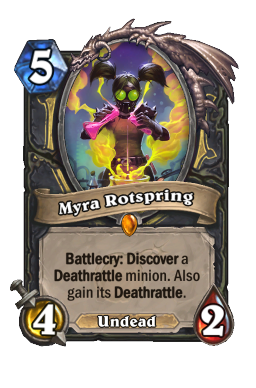 5
Myra Rotspring
Battlecry: Discover a
Deathrattle minion. Also
gain its Deathrattle.
4
Undead
2